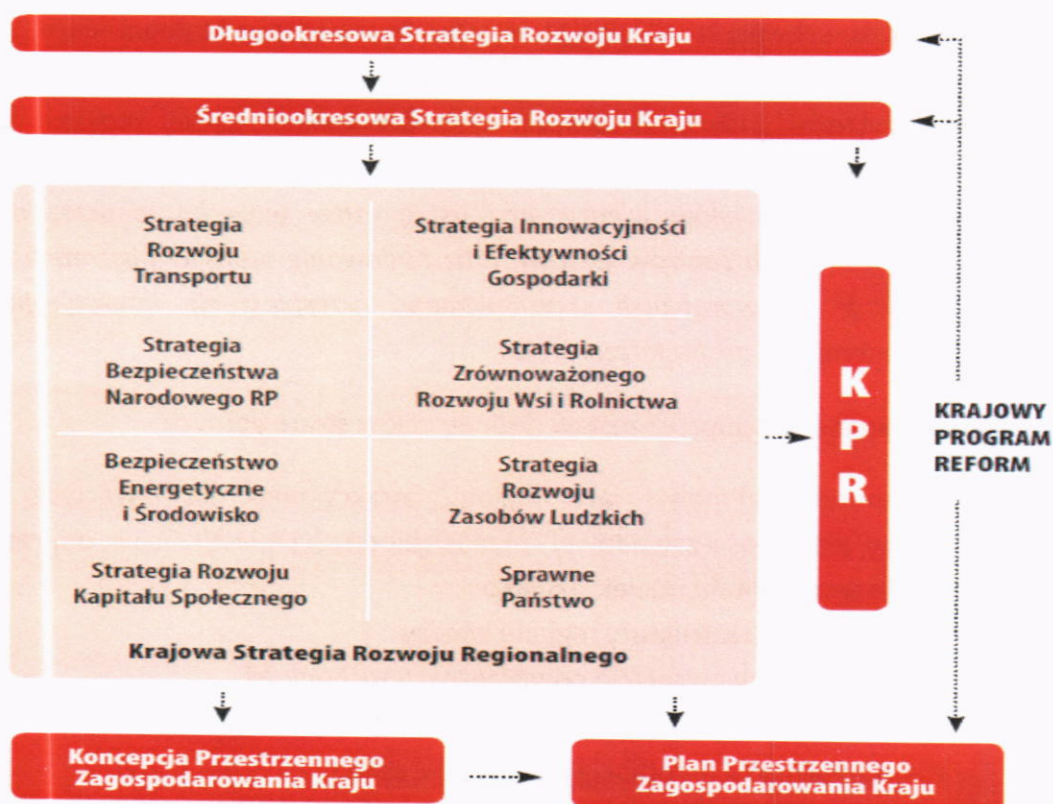 Długookresowa Strategia Rozwoju Kraju
Średniookresowa Strategia Rozwoju Kraju
Strategia
Rozwoju
Transportu
Strategia Innowacyjności
i Efektywności
Gospodarki
Strategia
Bezpieczeństwa
Narodowego RP
Strategia
Zrównoważonego
Rozwoju Wsi i Rolnictwa
Bezpieczeństwo
Energetyczne
i Środowisko
Strategia
Rozwoju
Zasobów Ludzkich
Strategia Rozwoju
Kapitału Społecznego
Sprawne
Państwo
Krajowa Strategia Rozwoju Regionalnego
K
P
R
KRAJOWY
PROGRAM
REFORM
Koncepcja Przestrzennego
Zagospodarowania Kraju
Plan Przestrzennego
Zagospodarowania Kraju